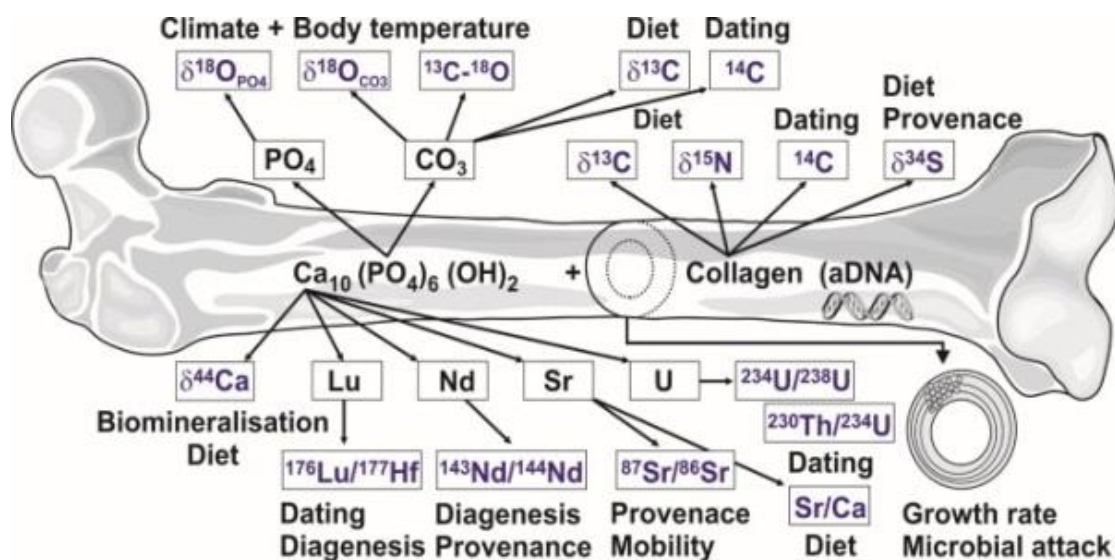 Climate + Body temperature
Diet Dating
δ¹⁸O_PO4 δ¹⁸O_CO3 ¹³C-¹⁸O δ¹³C ¹⁴C
Diet
Diet Dating Provenace
PO₄ CO₃ δ¹³C δ¹⁵N ¹⁴C δ³⁴S
Ca₁₀ (PO₄)₆ (OH)₂ + Collagen (aDNA)
δ⁴⁴Ca Lu Nd Sr U ²³⁴U/²³⁸U
Biomineralisation
Diet
²³⁰Th/²³⁴U
Dating
¹⁷⁶Lu/¹⁷⁷Hf ¹⁴³Nd/¹⁴⁴Nd ⁸⁷Sr/⁸⁶Sr
Sr/Ca
Diet
Dating
Diagenesis
Diagenesis
Provenance
Provenace
Mobility
Growth rate
Microbial attack